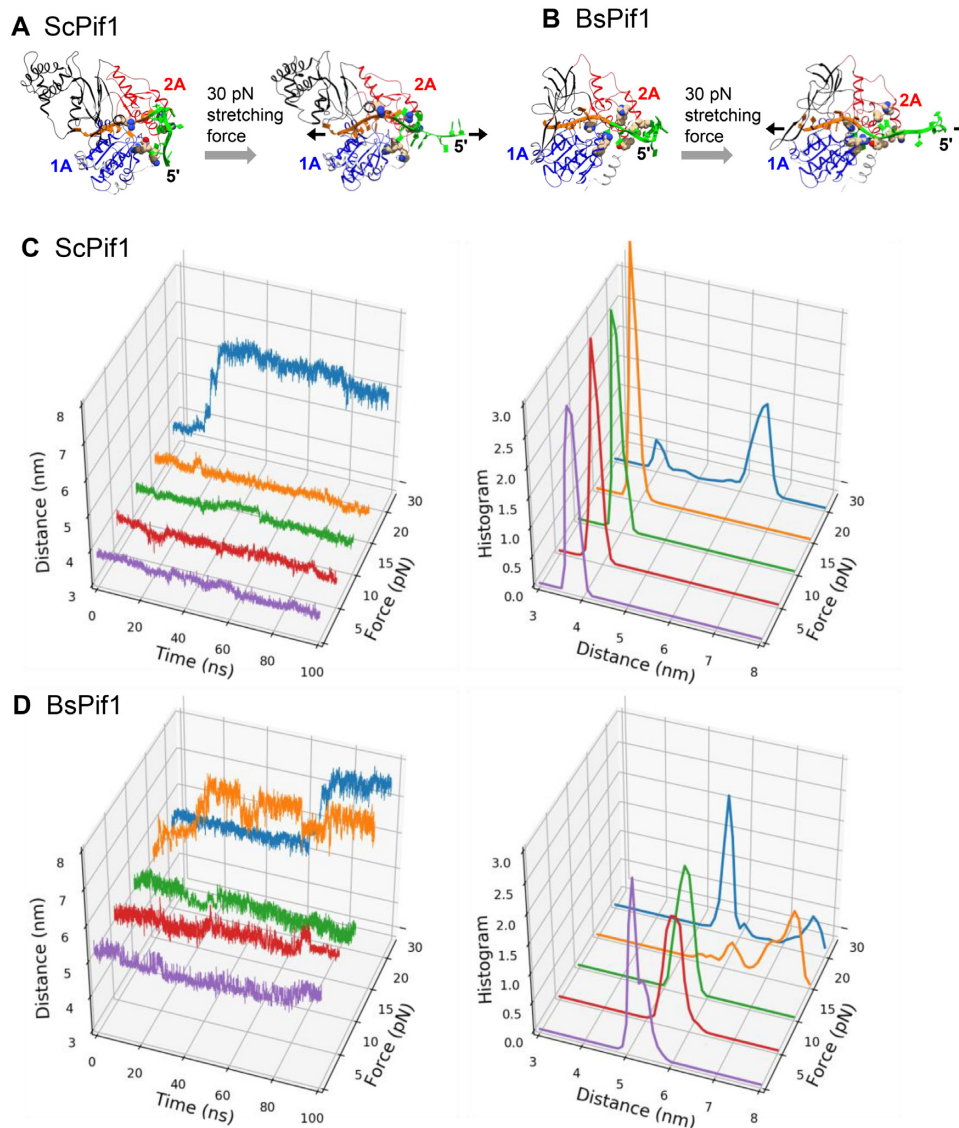 A ScPif1
B BsPif1
2A
30 pN
stretching
force
2A
1A
5'
1A
5'
2A
30 pN
stretching
force
2A
1A
5'
1A
5'
C ScPif1
Distance (nm)
8
7
6
5
4
3
0
20
40
60
80
100
Time (ns)
5
10
15
20
30
Force (pN)
Histogram
3.0
2.5
2.0
1.5
1.0
0.5
0.0
3
4
5
6
7
8
Distance (nm)
5
10
15
20
30
Force (pN)
D BsPif1
Distance (nm)
8
7
6
5
4
3
0
20
40
60
80
100
Time (ns)
5
10
15
20
30
Force (pN)
Histogram
3.0
2.5
2.0
1.5
1.0
0.5
0.0
3
4
5
6
7
8
Distance (nm)
5
10
15
20
30
Force (pN)